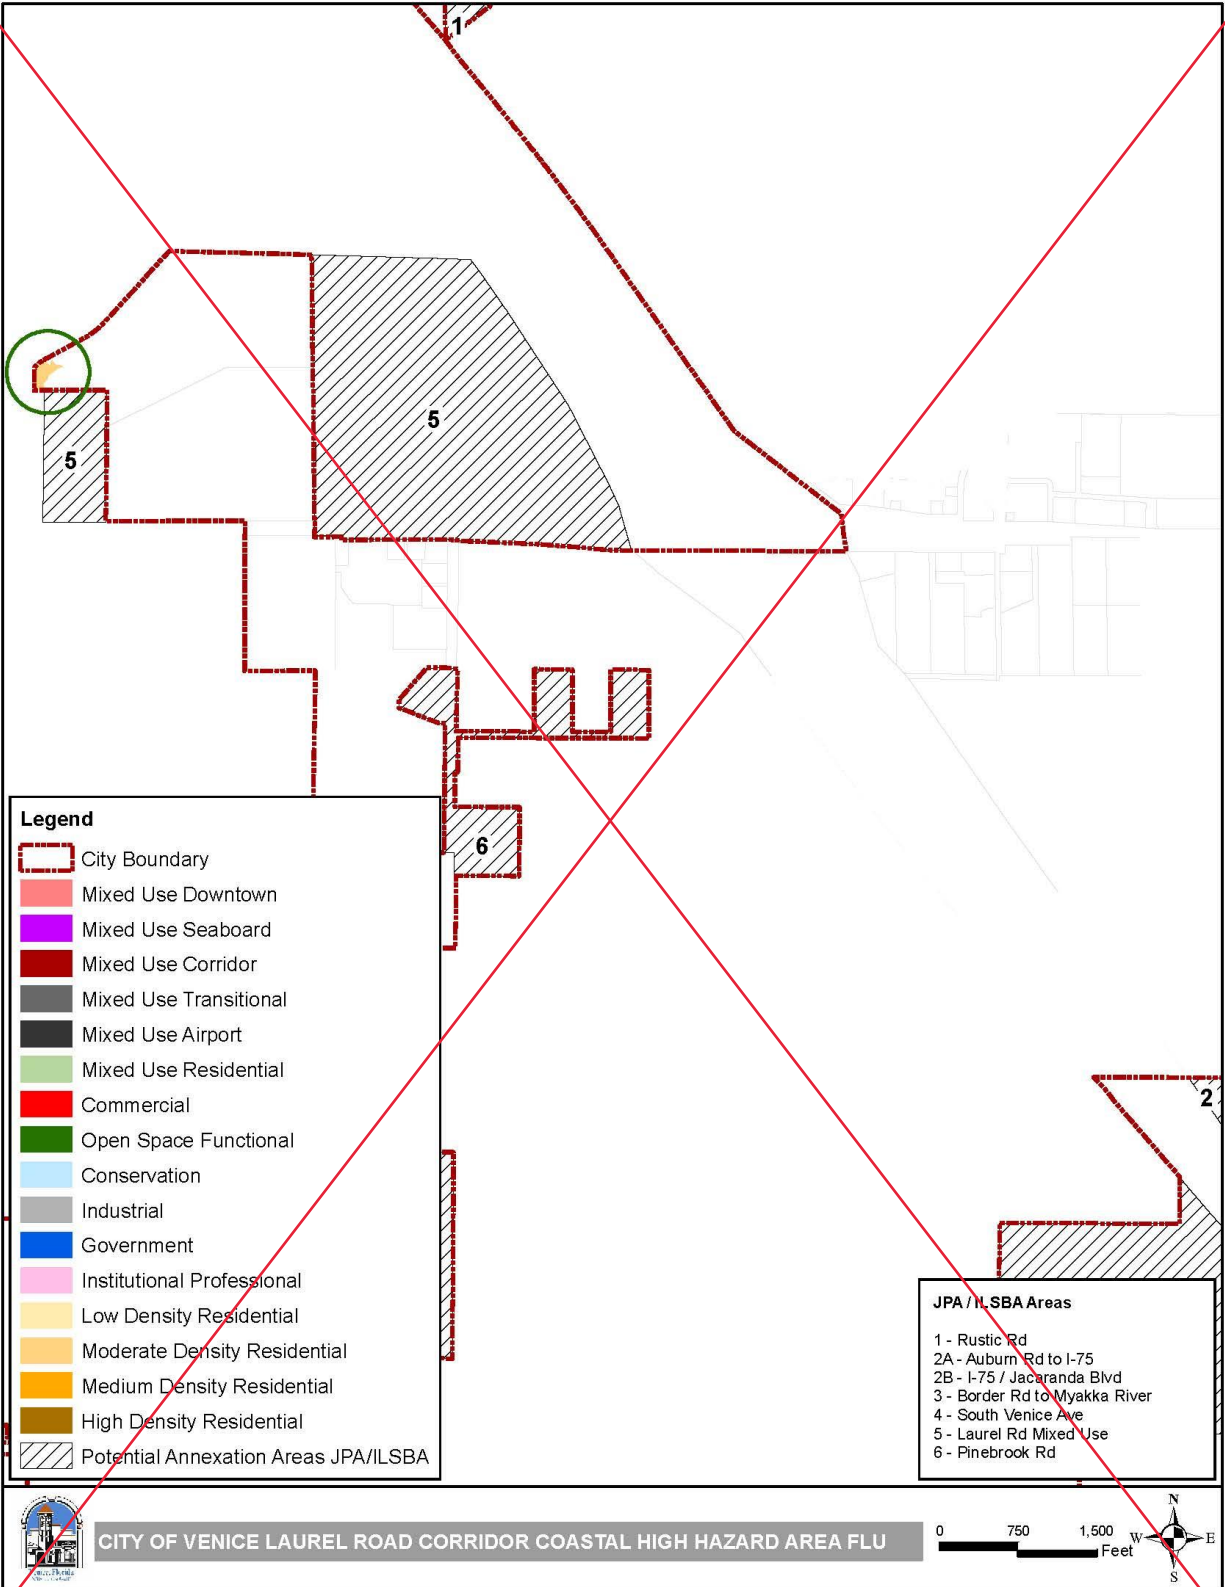 1
5
5
6
2
Legend
City Boundary
Mixed Use Downtown
Mixed Use Seaboard
Mixed Use Corridor
Mixed Use Transitional
Mixed Use Airport
Mixed Use Residential
Commercial
Open Space Functional
Conservation
Industrial
Government
Institutional Professional
Low Density Residential
Moderate Density Residential
Medium Density Residential
High Density Residential
Potential Annexation Areas JPA/ILSBA
JPA / ILSBA Areas
1 - Rustic Rd
2A - Auburn Rd to I-75
2B - I-75 / Jacaranda Blvd
3 - Border Rd to Myakka River
4 - South Venice Ave
5 - Laurel Rd Mixed Use
6 - Pinebrook Rd
CITY OF VENICE LAUREL ROAD CORRIDOR COASTAL HIGH HAZARD AREA FLU
0 750 1,500
Feet
N
W E
S